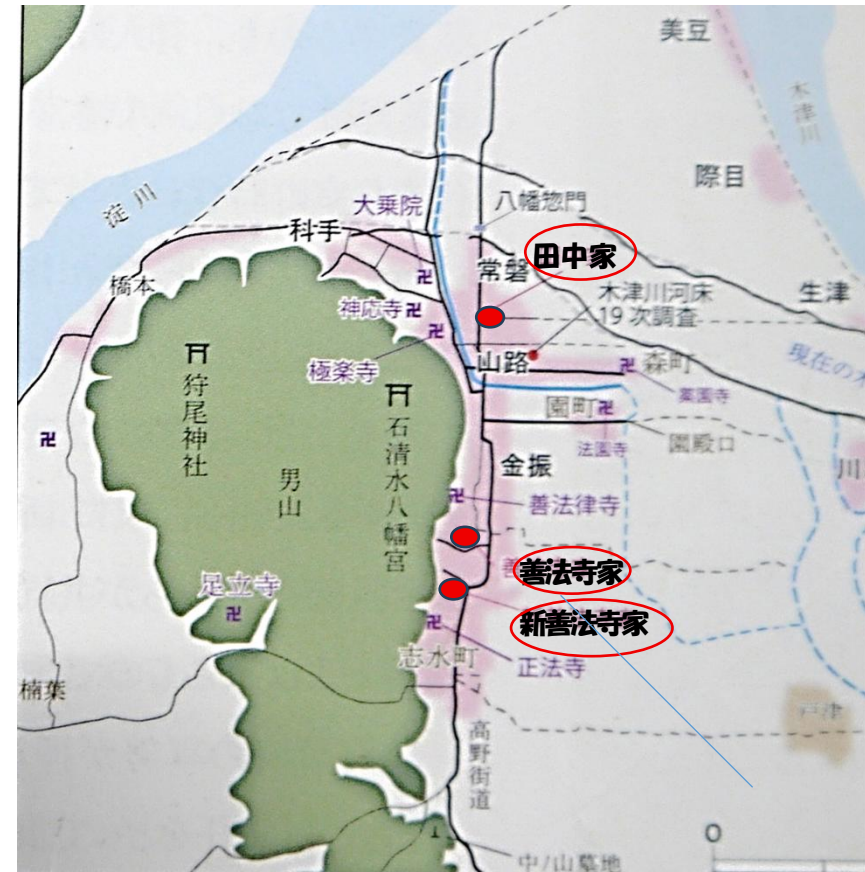 美豆
木津川
際目
淀川
大乗院
八幡惣門
科手
田中家
常磐
橋本
木津川河床
19次調査
生津
神応寺
極楽寺
山路
森町
現在の木
薬園寺
狩尾神社
石清水八幡宮
男山
園町
法園寺
園殿口
金振
川
善法律寺
善法寺家
足立寺
新善法寺家
志水町
正法寺
楠葉
戸津
高野街道
0
中ノ山墓地